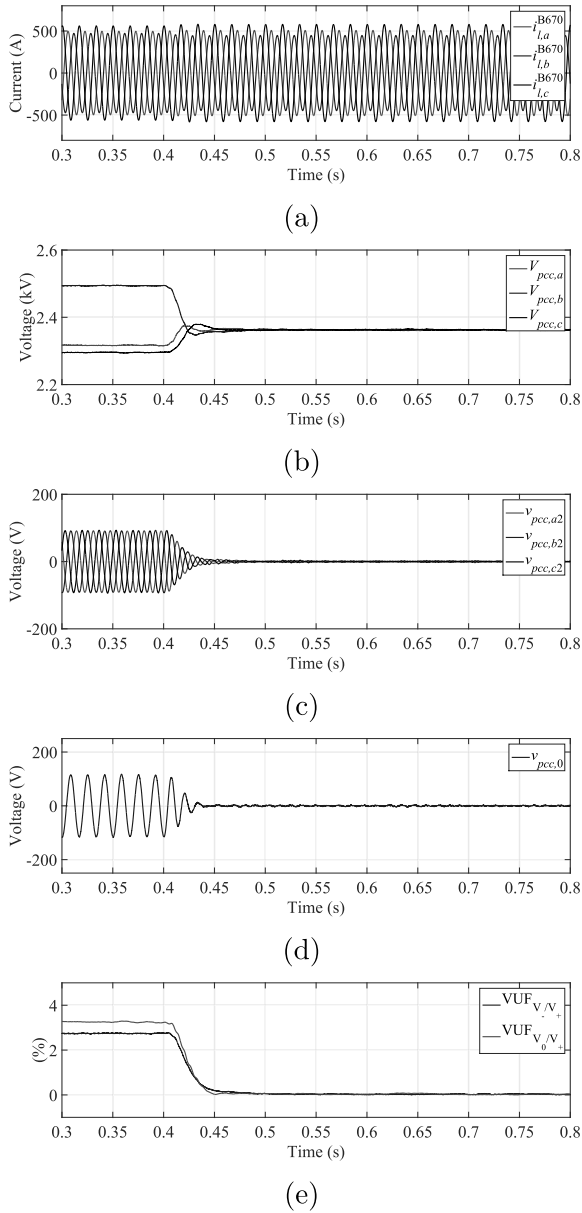 500
0
-500
Current (A)
i_{l,a}^{B670}
i_{l,b}^{B670}
i_{l,c}^{B670}
0.3 0.35 0.4 0.45 0.5 0.55 0.6 0.65 0.7 0.75 0.8
Time (s)
(a)
2.6
2.4
2.2
Voltage (kV)
V_{pcc,a}
V_{pcc,b}
V_{pcc,c}
0.3 0.35 0.4 0.45 0.5 0.55 0.6 0.65 0.7 0.75 0.8
Time (s)
(b)
200
0
-200
Voltage (V)
v_{pcc,a2}
v_{pcc,b2}
v_{pcc,c2}
0.3 0.35 0.4 0.45 0.5 0.55 0.6 0.65 0.7 0.75 0.8
Time (s)
(c)
200
0
-200
Voltage (V)
v_{pcc,0}
0.3 0.35 0.4 0.45 0.5 0.55 0.6 0.65 0.7 0.75 0.8
Time (s)
(d)
4
2
0
(%)
VUF_{V_-/V_+}
VUF_{V_0/V_+}
0.3 0.35 0.4 0.45 0.5 0.55 0.6 0.65 0.7 0.75 0.8
Time (s)
(e)